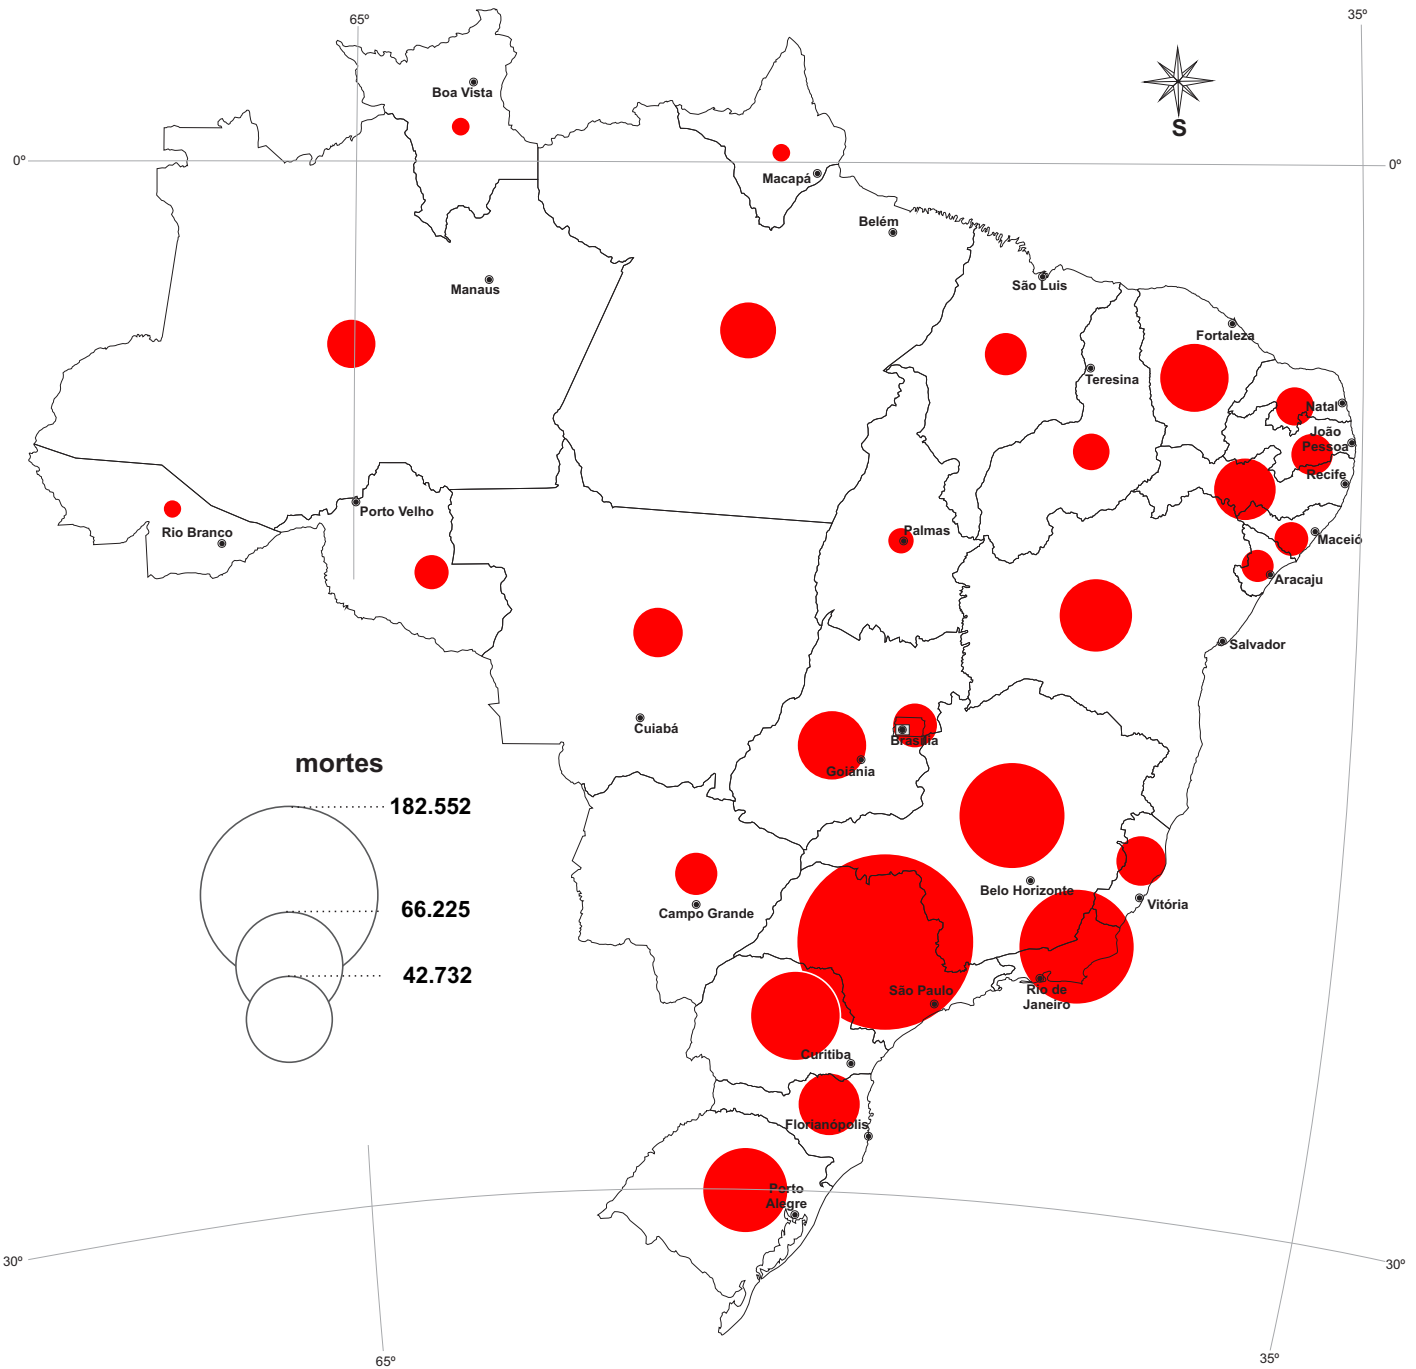 65º
35º
Boa Vista
S
0º
0º
Macapá
Belém
Manaus
São Luis
Fortaleza
Teresina
Natal
João
Pessoa
Recife
Porto Velho
Rio Branco
Palmas
Maceió
Aracaju
Salvador
Cuiabá
Brasília
Goiânia
mortes
182.552
66.225
42.732
Belo Horizonte
Campo Grande
Vitória
São Paulo
Rio de
Janeiro
Curitiba
Florianópolis
Porto
Alegre
30º
30º
65º
35º